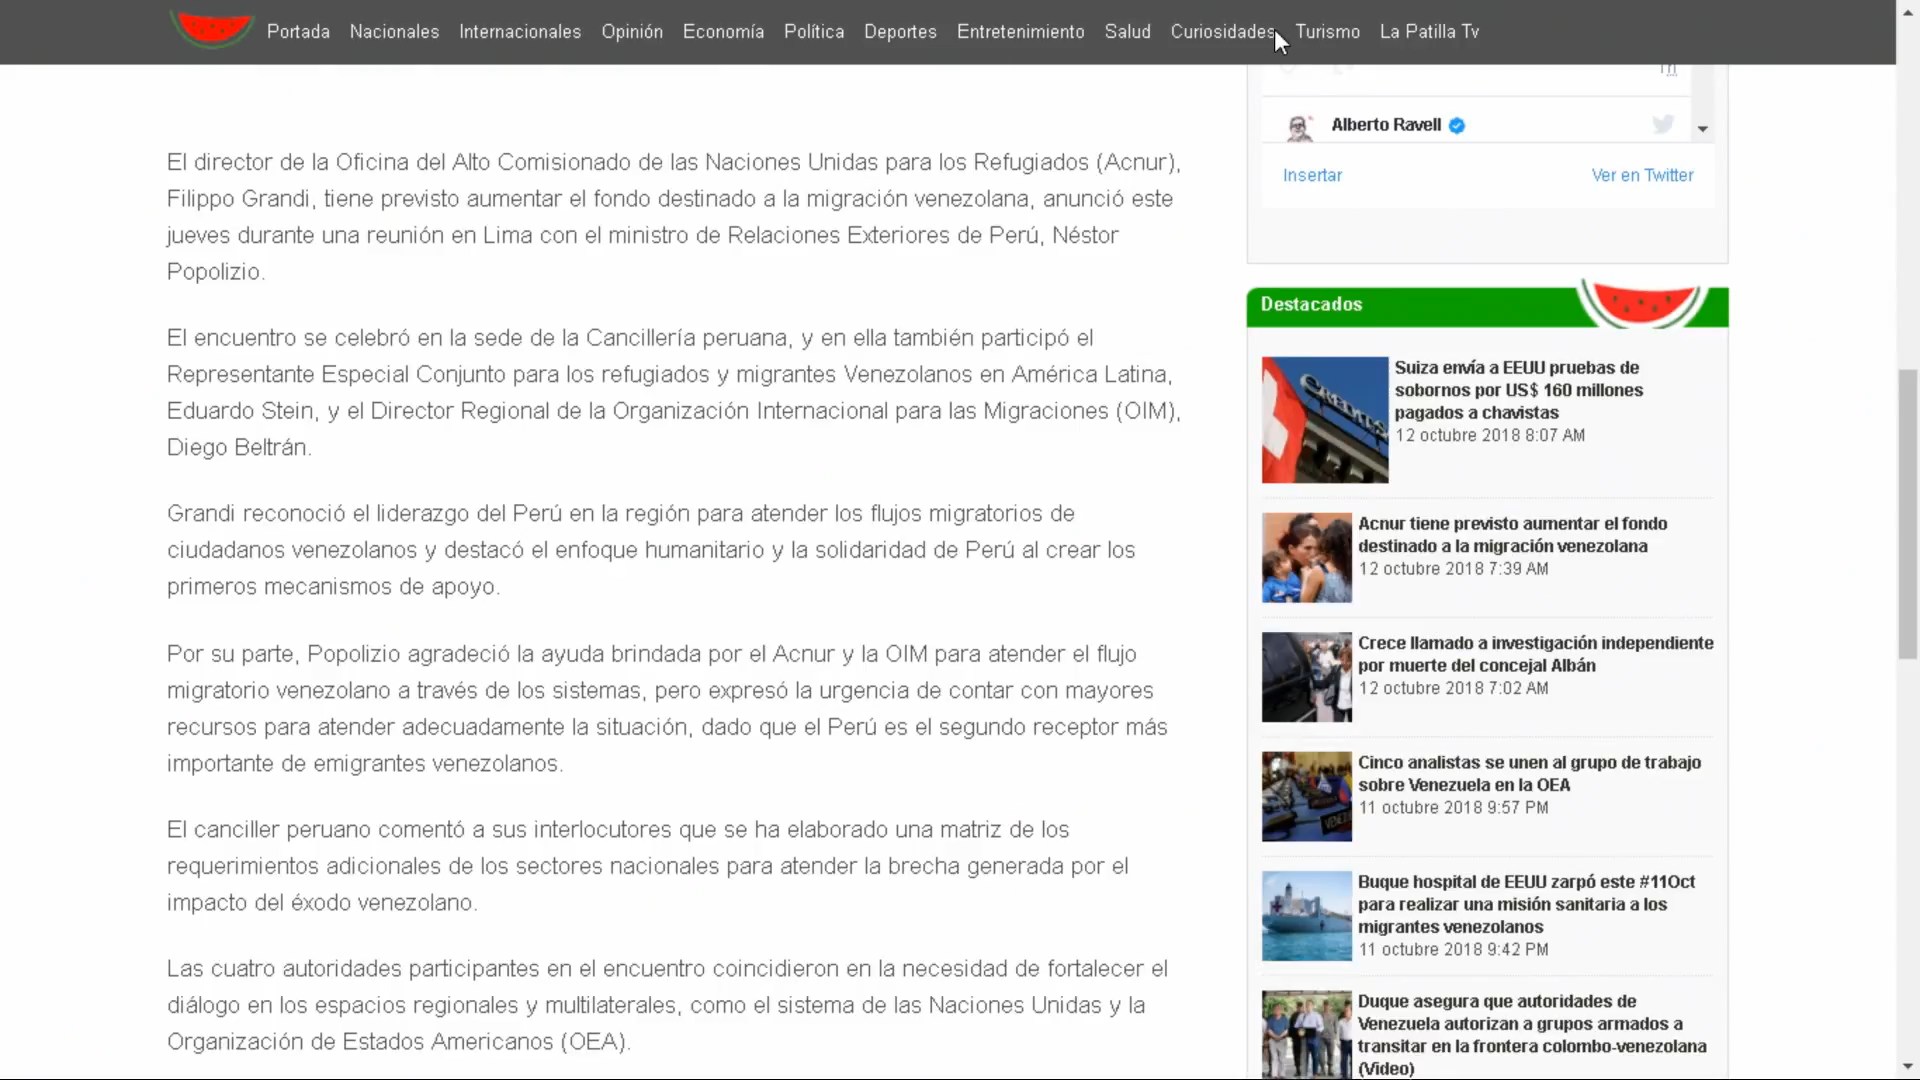 Portada Nacionales Internacionales Opinión Economía Política Deportes Entretenimiento Salud Curiosidades Turismo La Patilla Tv
El director de la Oficina del Alto Comisionado de las Naciones Unidas para los Refugiados (Acnur),
Filippo Grandi, tiene previsto aumentar el fondo destinado a la migración venezolana, anunció este
jueves durante una reunión en Lima con el ministro de Relaciones Exteriores de Perú, Néstor
Popolizio.
El encuentro se celebró en la sede de la Cancillería peruana, y en ella también participó el
Representante Especial Conjunto para los refugiados y migrantes Venezolanos en América Latina,
Eduardo Stein, y el Director Regional de la Organización Internacional para las Migraciones (OIM),
Diego Beltrán.
Grandi reconoció el liderazgo del Perú en la región para atender los flujos migratorios de
ciudadanos venezolanos y destacó el enfoque humanitario y la solidaridad de Perú al crear los
primeros mecanismos de apoyo.
Por su parte, Popolizio agradeció la ayuda brindada por el Acnur y la OIM para atender el flujo
migratorio venezolano a través de los sistemas, pero expresó la urgencia de contar con mayores
recursos para atender adecuadamente la situación, dado que el Perú es el segundo receptor más
importante de emigrantes venezolanos.
El canciller peruano comentó a sus interlocutores que se ha elaborado una matriz de los
requerimientos adicionales de los sectores nacionales para atender la brecha generada por el
impacto del éxodo venezolano.
Las cuatro autoridades participantes en el encuentro coincidieron en la necesidad de fortalecer el
diálogo en los espacios regionales y multilaterales, como el sistema de las Naciones Unidas y la
Organización de Estados Americanos (OEA).
Alberto Ravell
Insertar Ver en Twitter
Destacados
Suiza envía a EEUU pruebas de
sobornos por US$ 160 millones
pagados a chavistas
12 octubre 2018 8:07 AM
Acnur tiene previsto aumentar el fondo
destinado a la migración venezolana
12 octubre 2018 7:39 AM
Crece llamado a investigación independiente
por muerte del concejal Albán
12 octubre 2018 7:02 AM
Cinco analistas se unen al grupo de trabajo
sobre Venezuela en la OEA
11 octubre 2018 9:57 PM
Buque hospital de EEUU zarpó este #11Oct
para realizar una misión sanitaria a los
migrantes venezolanos
11 octubre 2018 9:42 PM
Duque asegura que autoridades de
Venezuela autorizan a grupos armados a
transitar en la frontera colombo-venezolana
(Video)